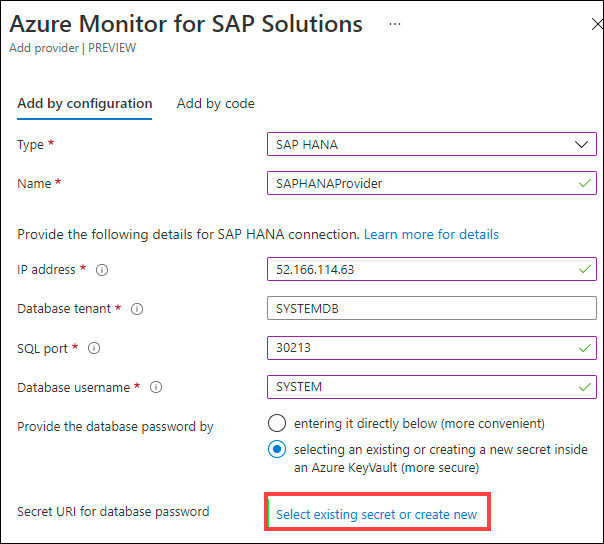 Azure Monitor for SAP Solutions ...
Add provider | PREVIEW
Add by configuration Add by code
Type * SAP HANA
Name * SAPHANAProvider
Provide the following details for SAP HANA connection. Learn more for details
IP address * 52.166.114.63
Database tenant * SYSTEMDB
SQL port * 30213
Database username * SYSTEM
Provide the database password by entering it directly below (more convenient)
selecting an existing or creating a new secret inside
an Azure KeyVault (more secure)
Secret URI for database password Select existing secret or create new